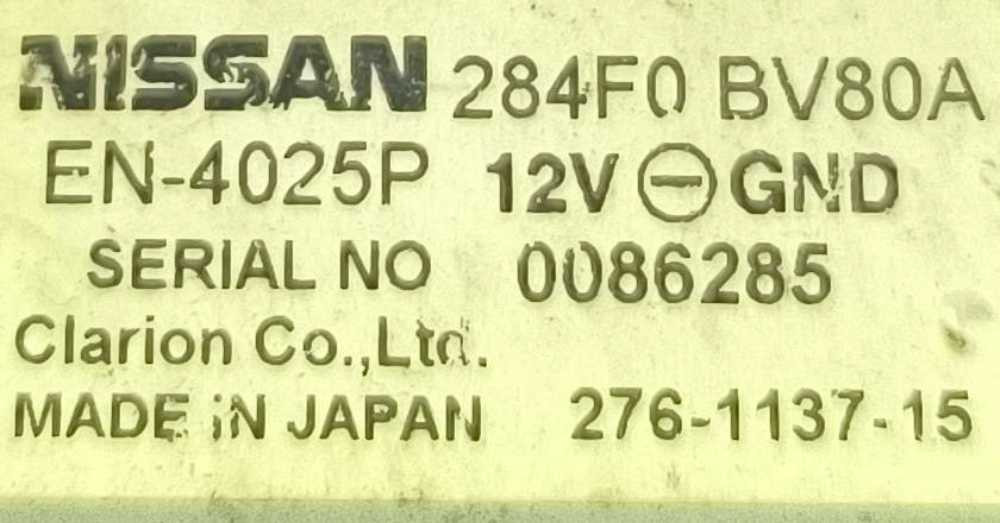 NISSAN 284F0 BV80A
EN-4025P 12V ⊖ GND
SERIAL NO 0086285
Clarion Co.,Ltd.
MADE IN JAPAN 276-1137-15